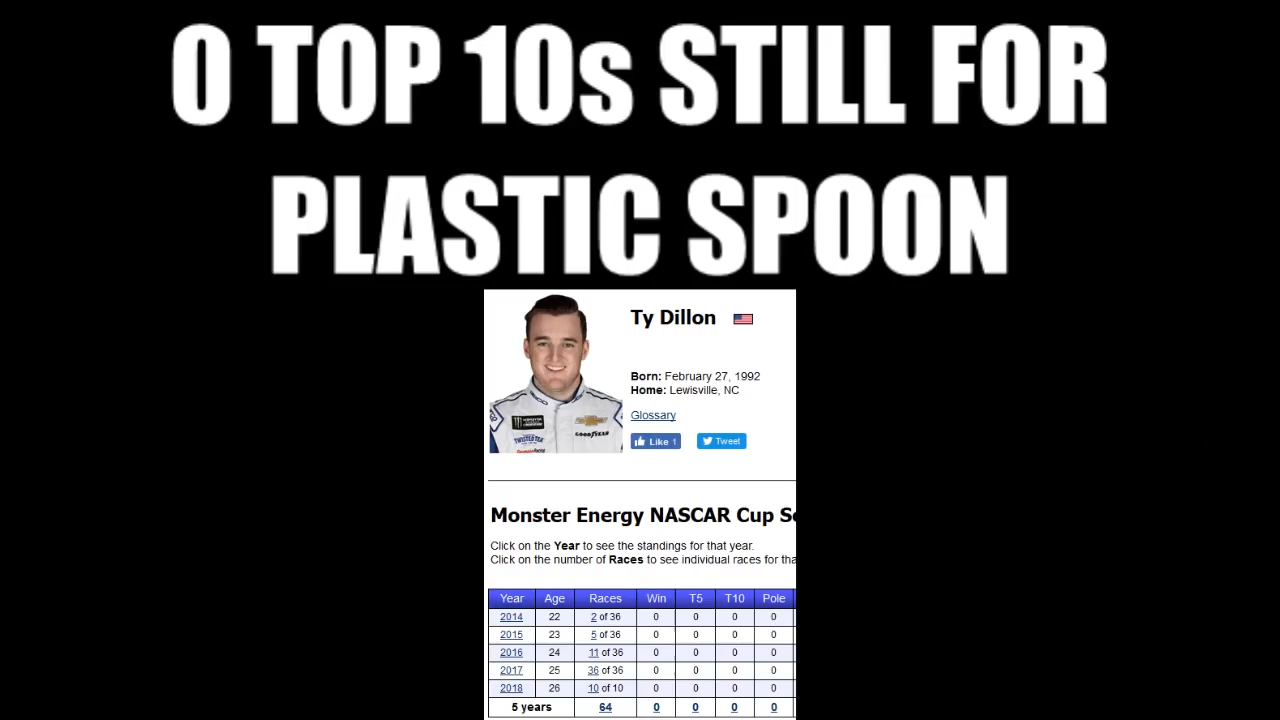 0 TOP 10s STILL FOR
PLASTIC SPOON
Ty Dillon
Born: February 27, 1992
Home: Lewisville, NC
Glossary
Like 1 Tweet
GOODYEAR
Monster Energy NASCAR Cup Se
Click on the Year to see the standings for that year.
Click on the number of Races to see individual races for tha
Year Age Races Win T5 T10 Pole
2014 22 2 of 36 0 0 0 0
2015 23 5 of 36 0 0 0 0
2016 24 11 of 36 0 0 0 0
2017 25 36 of 36 0 0 0 0
2018 26 10 of 10 0 0 0 0
5 years 64 0 0 0 0